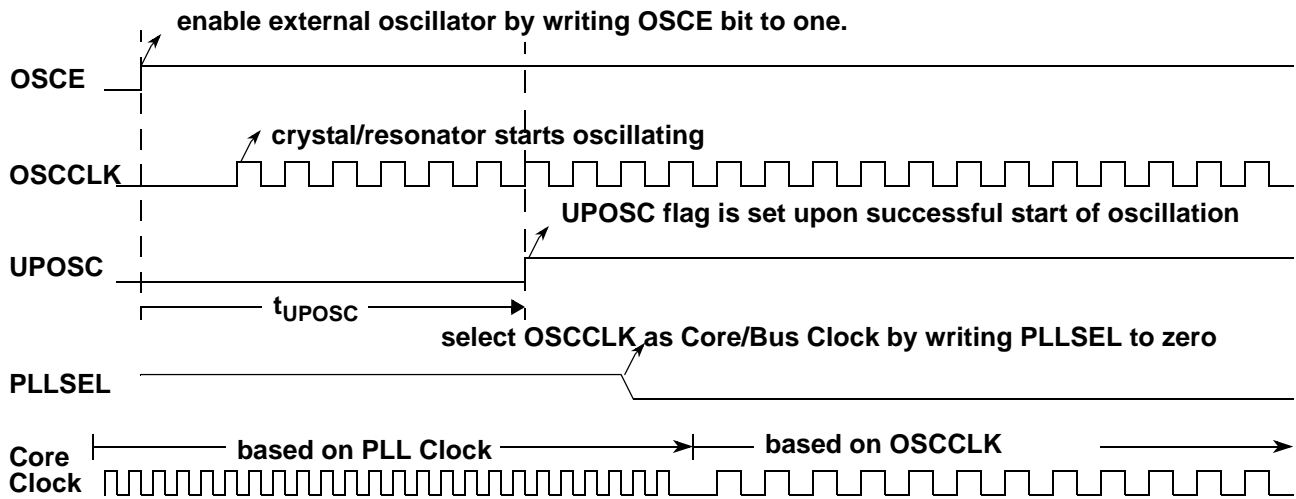 enable external oscillator by writing OSCE bit to one.
OSCE
crystal/resonator starts oscillating
OSCCLK
UPOSC flag is set upon successful start of oscillation
UPOSC
tUPOSC
select OSCCLK as Core/Bus Clock by writing PLLSEL to zero
PLLSEL
based on PLL Clock
based on OSCCLK
Core
Clock